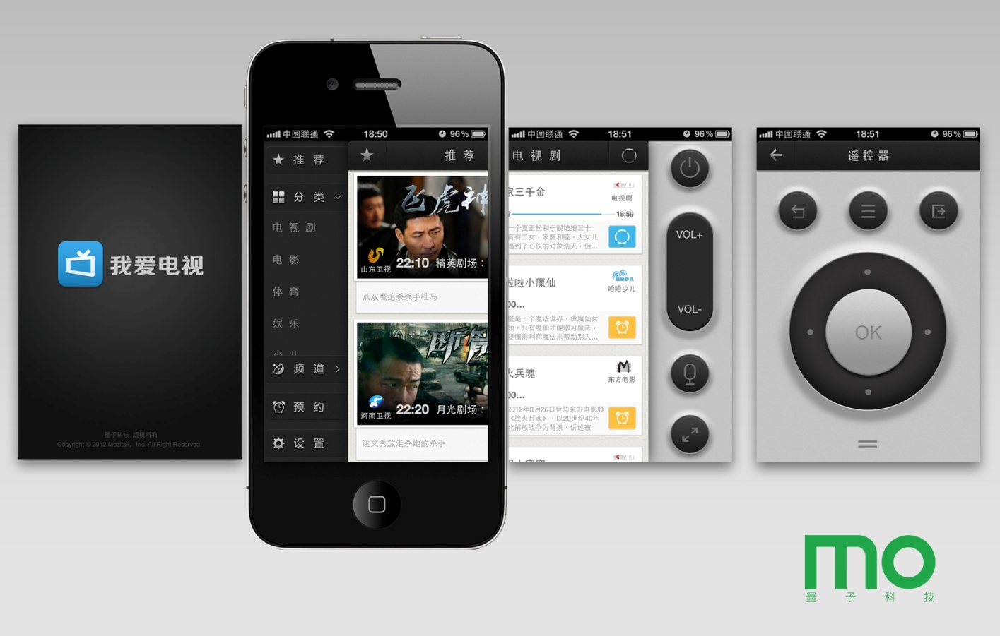 我爱电视
墨子科技 版权所有
Copyright © 2012 Mozitek, Inc. All Right Reserved
中国联通
18:50
96%
推荐
分类
电视剧
电影
体育
娱乐
频道
预约
设置
推荐
飞虎神
山东卫视
22:10 精英剧场：
燕双鹰追杀杀手杜马
河南卫视
22:20 月光剧场：
达文秀放走杀她的杀手
中国联通
18:51
96%
电视剧
家三千金
CCTV 8
电视剧
18:59
一个夏正松和于靓结婚三十
育有二女，家庭和睦。大女儿
遇到了心仪的对象浩天，但...
啦啦小魔仙
哈哈少儿
00...
堡是一个魔法世界，由魔仙女
领，只有魔仙才能学习魔法，
要懂得利用魔法来帮助别人...
火兵魂
东方电影
00...
2012年8月26日登陆东方电影频
《战火兵魂》，以20世纪40年
北解放战争为背景，讲述被
VOL+
VOL-
中国联通
18:51
96%
遥控器
OK
mo
墨子科技